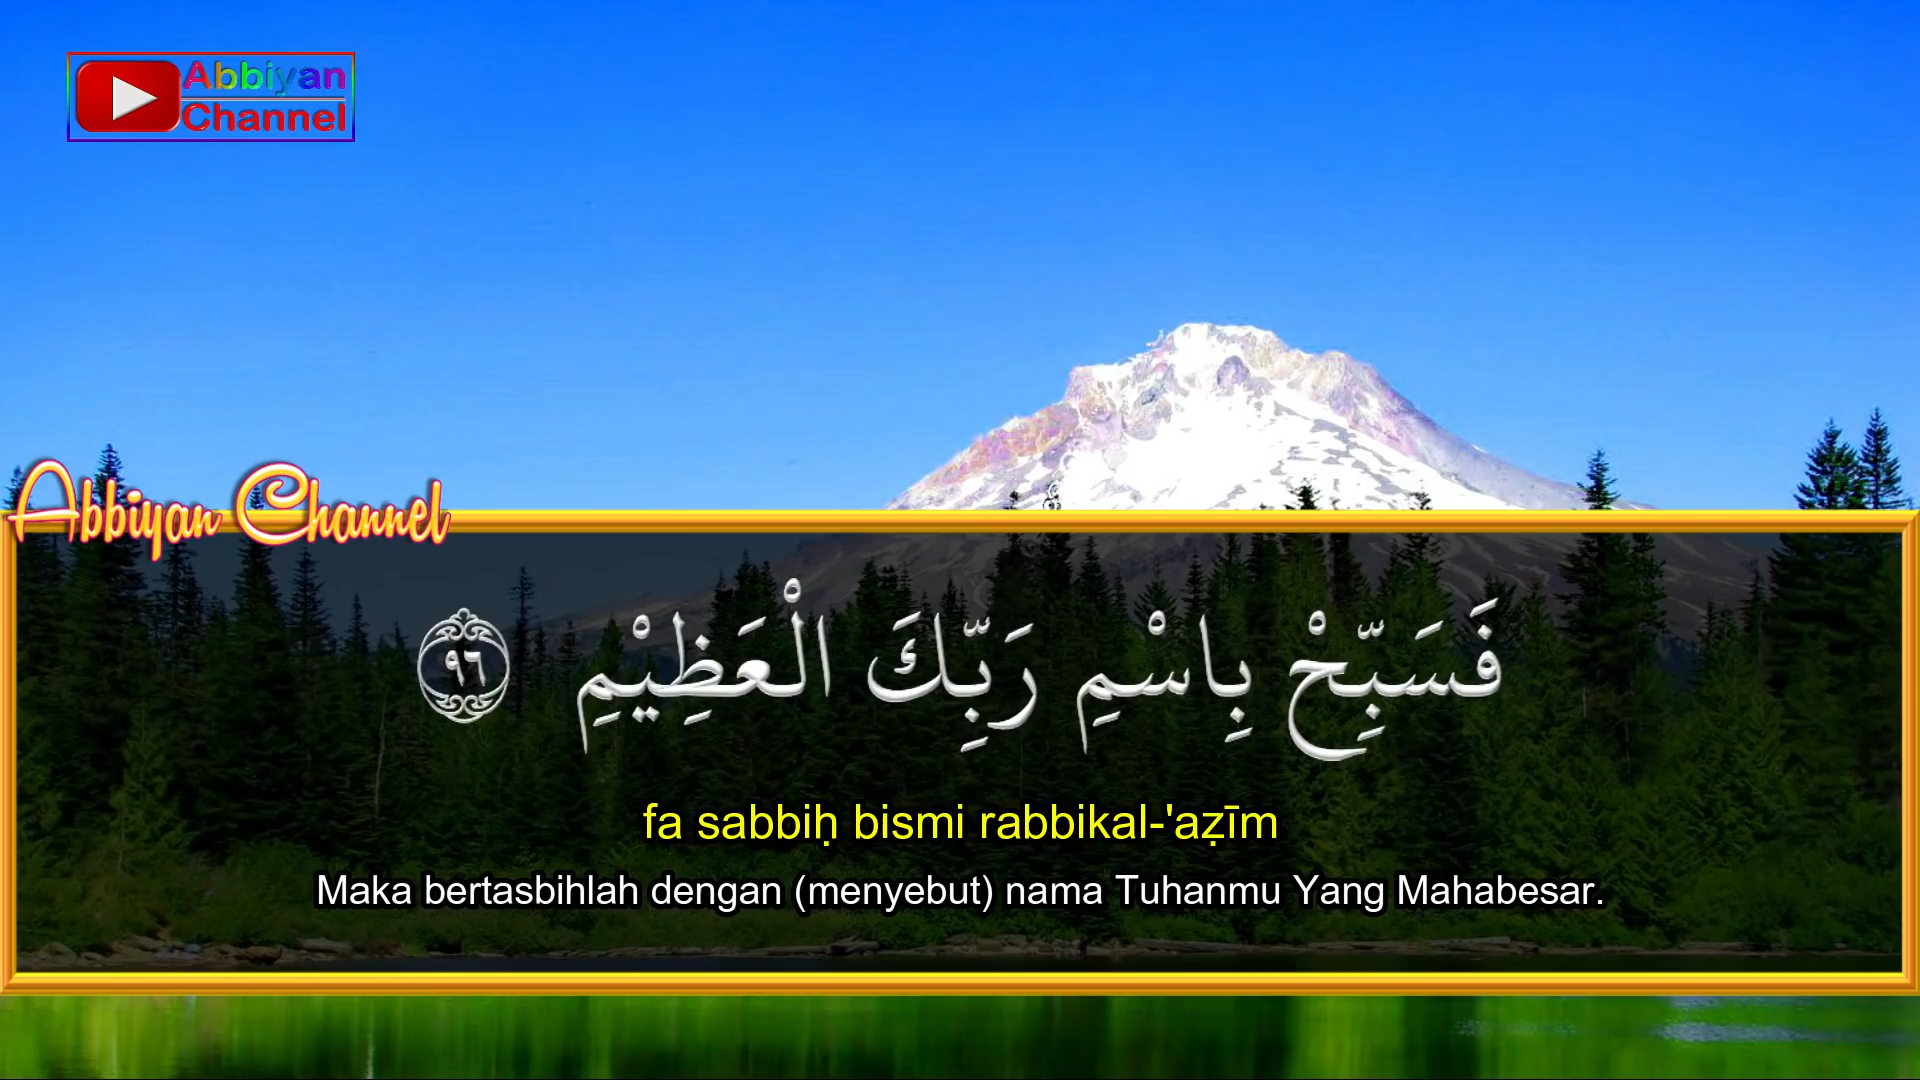 Abbiyan
Channel
Abbiyan Channel
فَسَبِّحْ بِاسْمِ رَبِّكَ الْعَظِيْمِ ٩٦
fa sabbiḥ bismi rabbikal-'aẓīm
Maka bertasbihlah dengan (menyebut) nama Tuhanmu Yang Mahabesar.